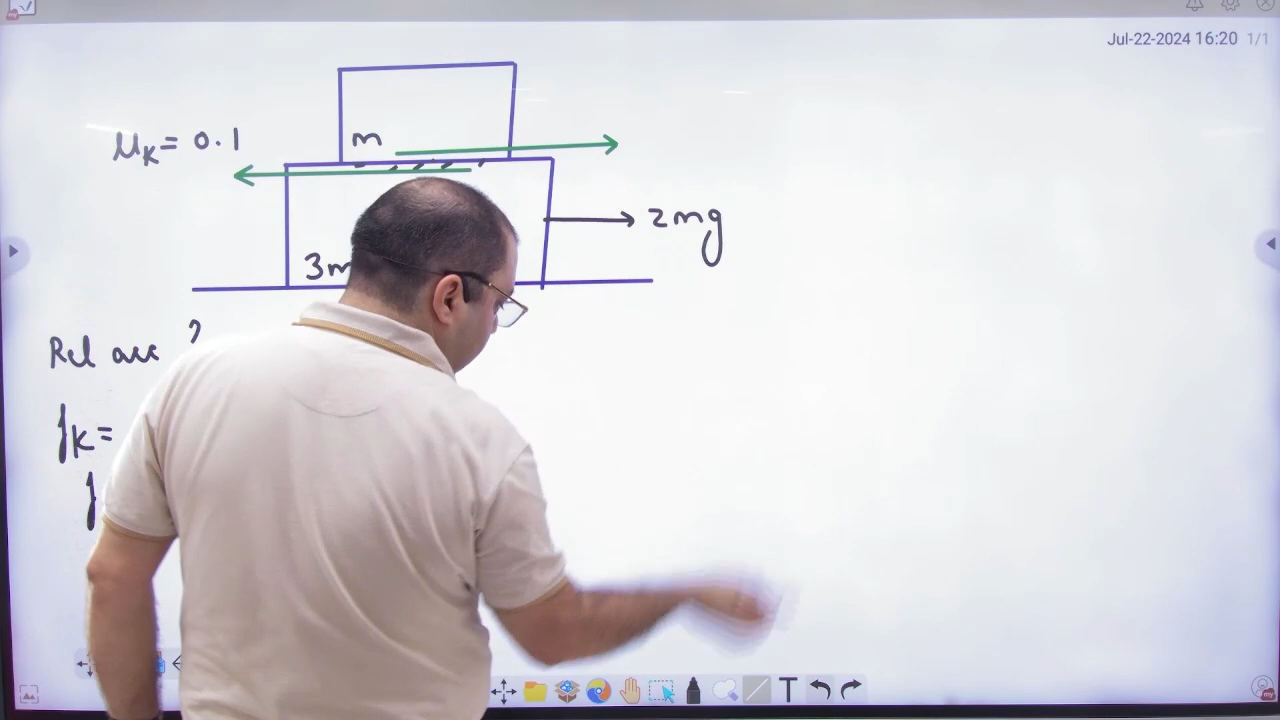 Jul-22-2024 16:20 1/1
μk = 0.1
m
2mg
3m
Rel acc ?
fk =
f
T